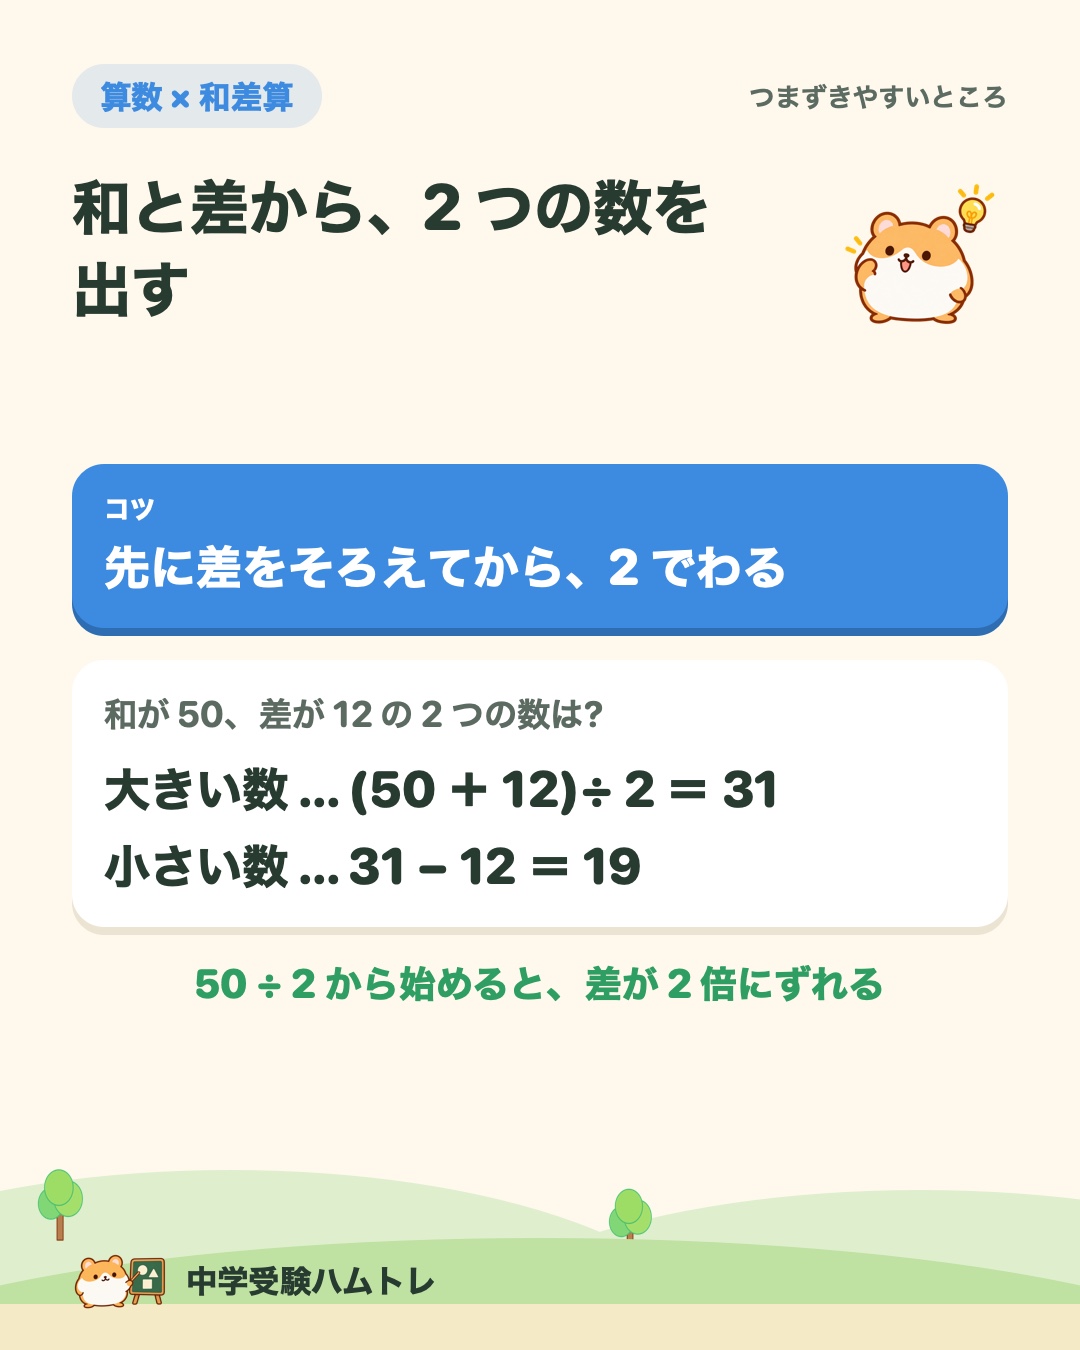 算数 × 和差算
つまずきやすいところ
和と差から、2 つの数を
出す
コツ
先に差をそろえてから、2 でわる
和が 50、差が 12 の 2 つの数は?
大きい数 … (50 + 12)÷ 2 = 31
小さい数 … 31 − 12 = 19
50 ÷ 2 から始めると、差が 2 倍にずれる
中学受験ハムトレ